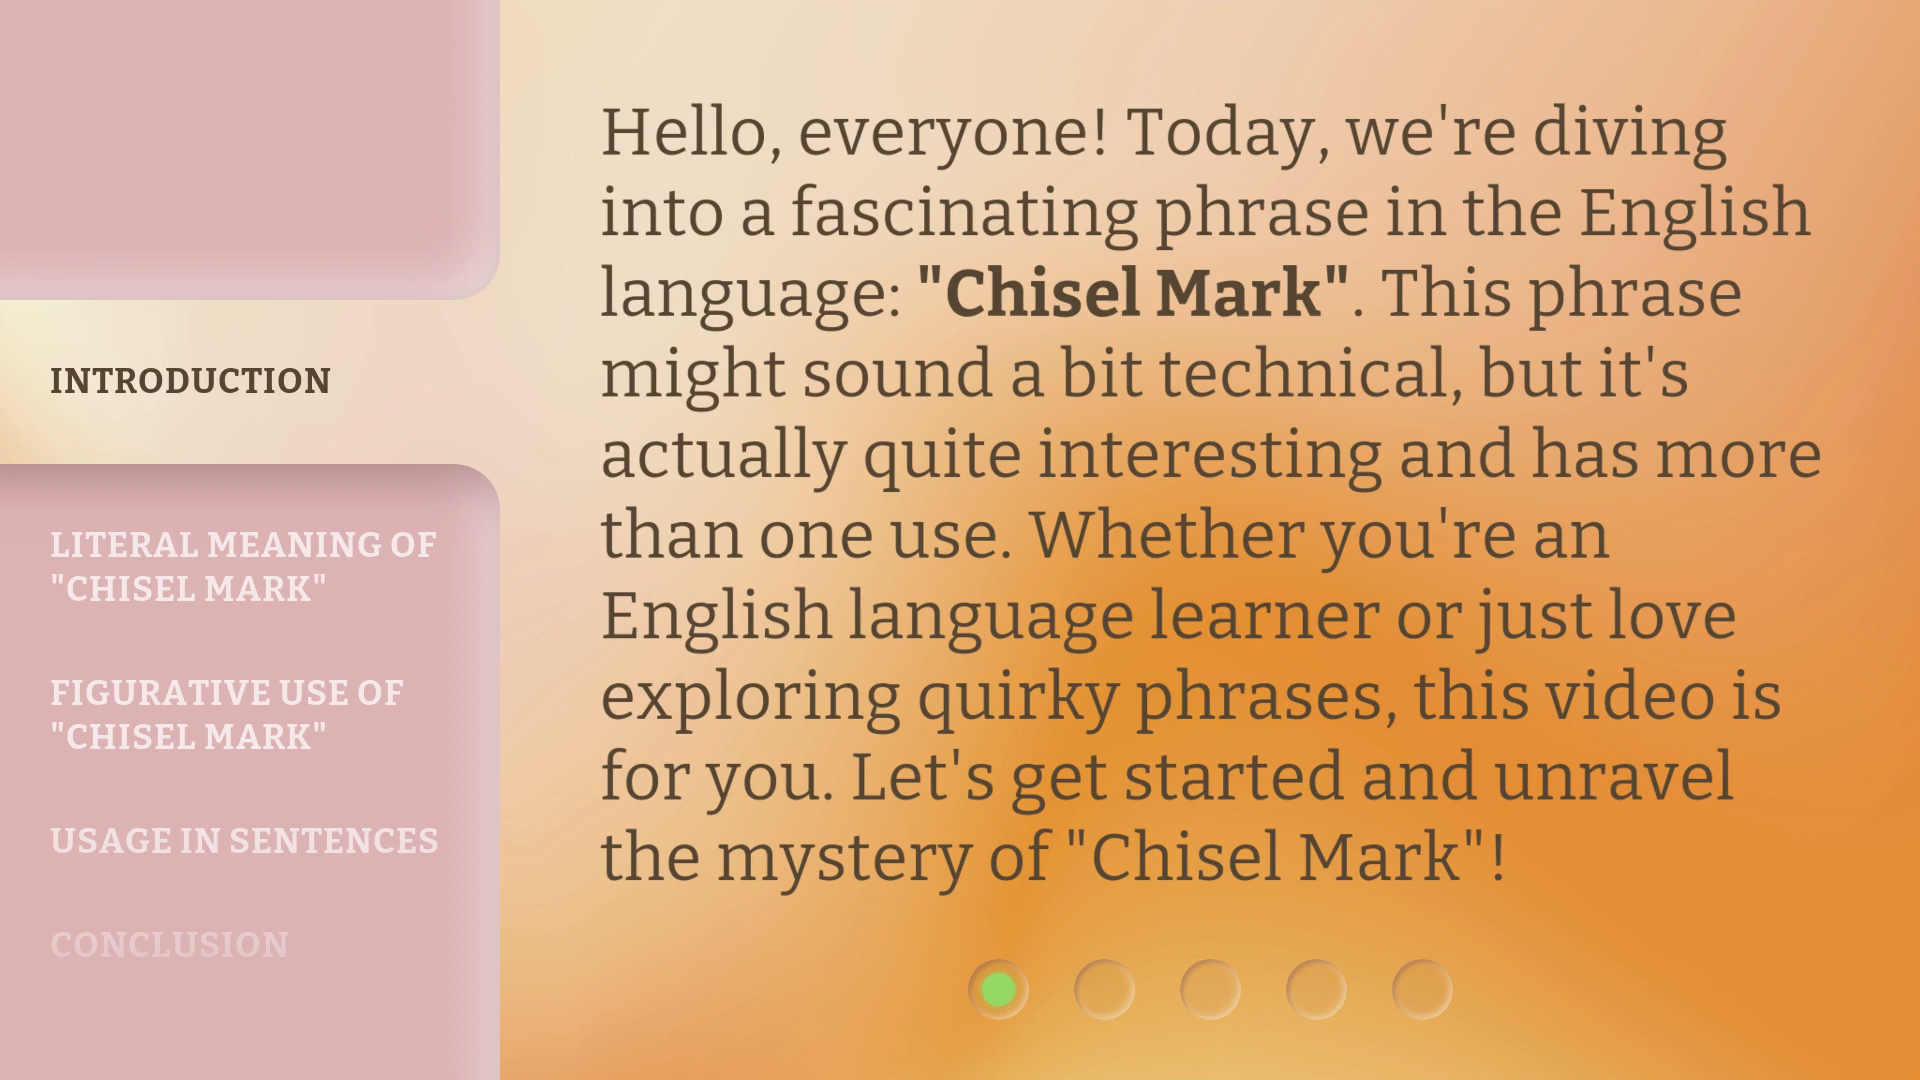 INTRODUCTION
LITERAL MEANING OF
"CHISEL MARK"
FIGURATIVE USE OF
"CHISEL MARK"
USAGE IN SENTENCES
CONCLUSION
Hello, everyone! Today, we're diving
into a fascinating phrase in the English
language: "Chisel Mark". This phrase
might sound a bit technical, but it's
actually quite interesting and has more
than one use. Whether you're an
English language learner or just love
exploring quirky phrases, this video is
for you. Let's get started and unravel
the mystery of "Chisel Mark"!